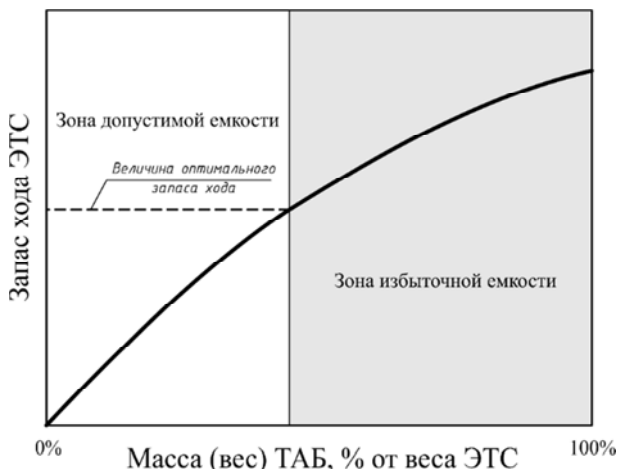 Запас хода ЭТС
Зона допустимой емкости
Величина оптимального
запаса хода
Зона избыточной емкости
0%
100%
Масса (вес) ТАБ, % от веса ЭТС